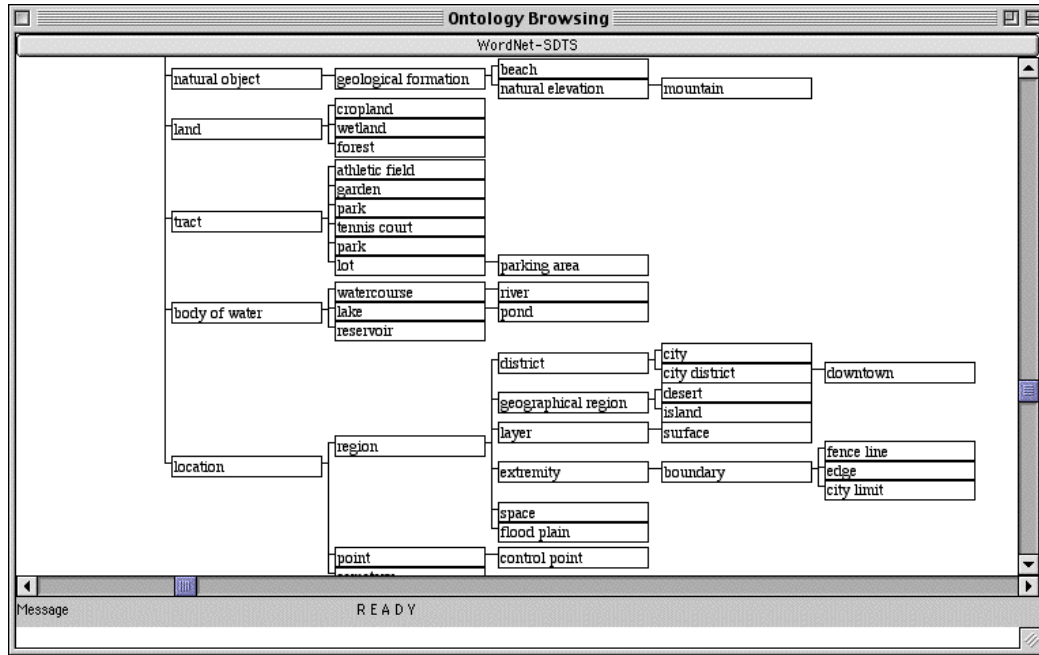 Ontology Browsing
WordNet-SDTS
natural object
geological formation
beach
natural elevation
mountain
land
cropland
wetland
forest
tract
athletic field
garden
park
tennis court
park
lot
parking area
body of water
watercourse
river
lake
pond
reservoir
location
region
district
city
city district
downtown
geographical region
desert
island
layer
surface
extremity
boundary
fence line
edge
city limit
space
flood plain
point
control point
Message
READY